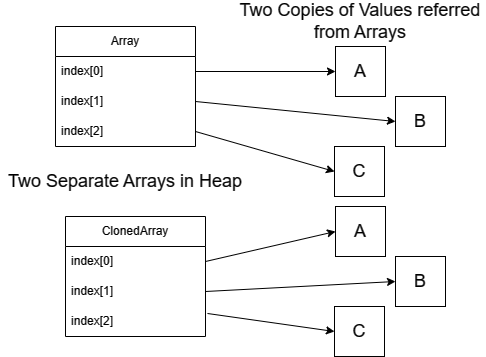 Two Copies of Values referred
from Arrays
Array
index[0]
index[1]
index[2]
A
B
C
Two Separate Arrays in Heap
ClonedArray
index[0]
index[1]
index[2]
A
B
C